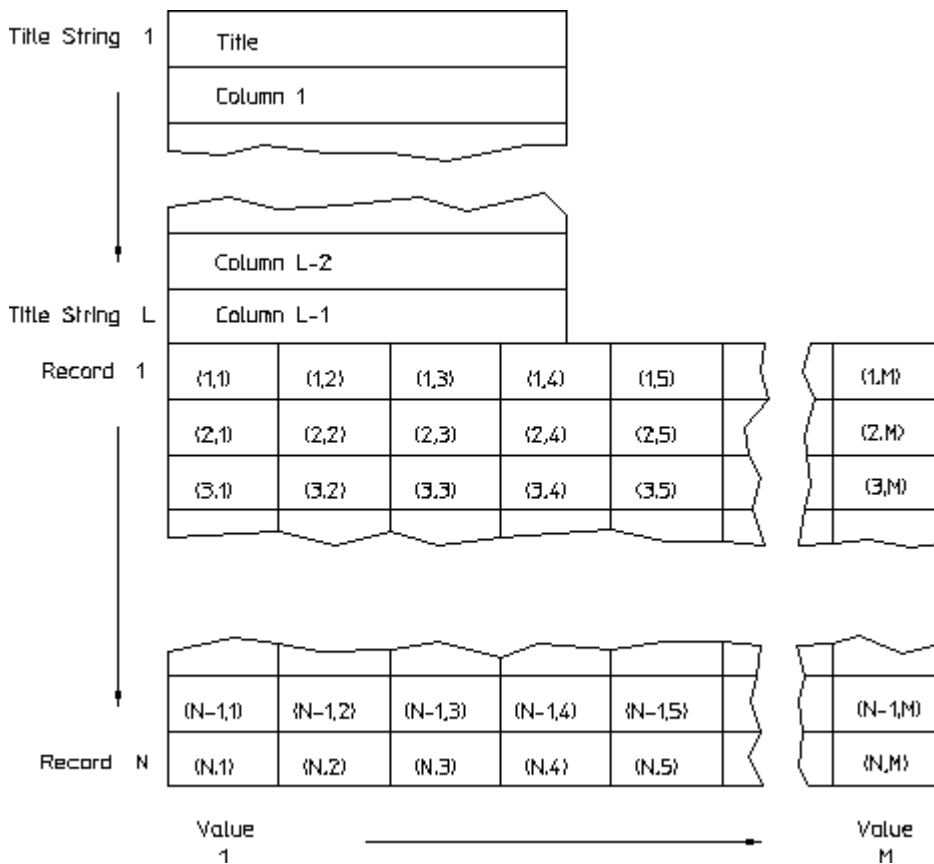 Title String 1 Title
Column 1
Column L-2
Title String L Column L-1
Record 1 (1,1) (1,2) (1,3) (1,4) (1,5) (1,M)
(2,1) (2,2) (2,3) (2,4) (2,5) (2,M)
(3,1) (3,2) (3,3) (3,4) (3,5) (3,M)
(N-1,1) (N-1,2) (N-1,3) (N-1,4) (N-1,5) (N-1,M)
Record N (N,1) (N,2) (N,3) (N,4) (N,5) (N,M)
Value Value
1 M